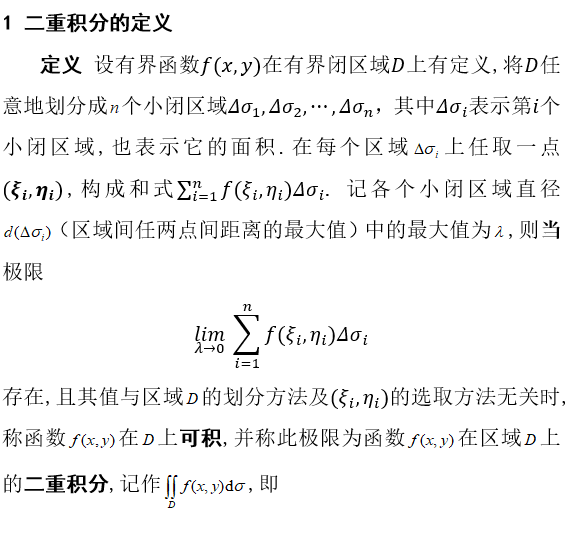 1 二重积分的定义
定义 设有界函数f(x,y)在有界闭区域D上有定义,将D任
意地划分成n个小闭区域Δσ₁,Δσ₂,⋯,Δσₙ，其中Δσᵢ表示第i个
小闭区域,也表示它的面积.在每个区域Δσᵢ上任取一点
(ξᵢ,ηᵢ),构成和式∑ᵢ₌₁ⁿ f(ξᵢ,ηᵢ)Δσᵢ. 记各个小闭区域直径
d(Δσᵢ)（区域间任两点间距离的最大值）中的最大值为λ,则当
极限
lim_{λ→0} ∑_{i=1}^{n} f(ξᵢ,ηᵢ)Δσᵢ
存在,且其值与区域D的划分方法及(ξᵢ,ηᵢ)的选取方法无关时,
称函数f(x,y)在D上可积,并称此极限为函数f(x,y)在区域D上
的二重积分,记作∬_D f(x,y)dσ,即